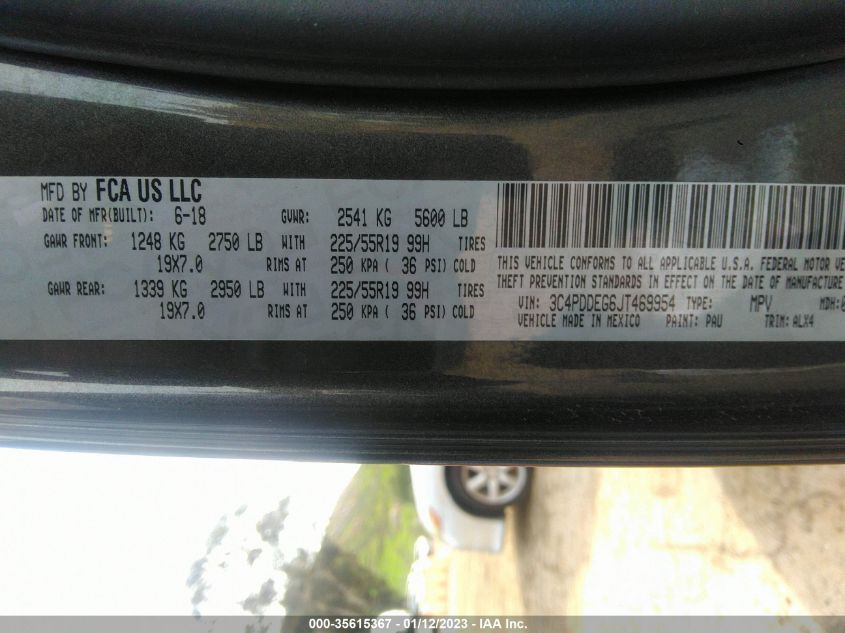 MFD BY FCA US LLC
DATE OF MFR(BUILT): 6-18 GVWR: 2541 KG 5600 LB
GAWR FRONT: 1248 KG 2750 LB WITH 225/55R19 99H TIRES
19X7.0 RIMS AT 250 KPA ( 36 PSI) COLD
GAWR REAR: 1339 KG 2950 LB WITH 225/55R19 99H TIRES
19X7.0 RIMS AT 250 KPA ( 36 PSI) COLD
THIS VEHICLE CONFORMS TO ALL APPLICABLE U.S.A. FEDERAL MOTOR VE
THEFT PREVENTION STANDARDS IN EFFECT ON THE DATE OF MANUFACTURE
VIN: 3C4PDDEG6JT469954 TYPE: MPV MDH:0
VEHICLE MADE IN MEXICO PAINT: PAU TRIM: ALX4
000-35615367 - 01/12/2023 - IAA Inc.